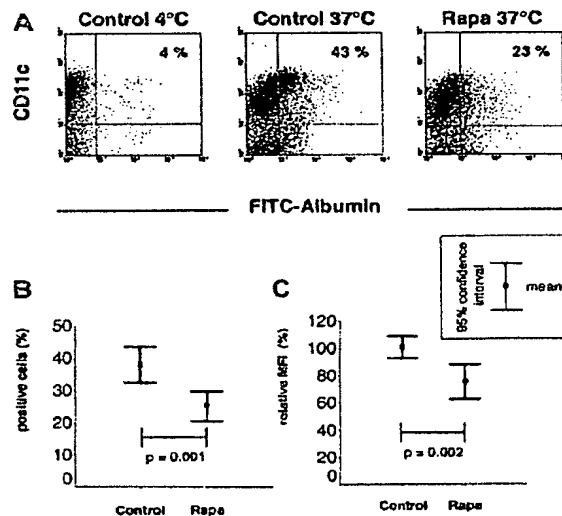 A
Control 4°C
Control 37°C
Rapa 37°C
4 %
43 %
23 %
CD11c
FITC-Albumin
95% confidence
interval
mean
B
positive cells (%)
50
40
30
20
10
0
p = 0.001
Control
Rapa
C
relative MFI (%)
120
100
80
60
40
20
0
p = 0.002
Control
Rapa